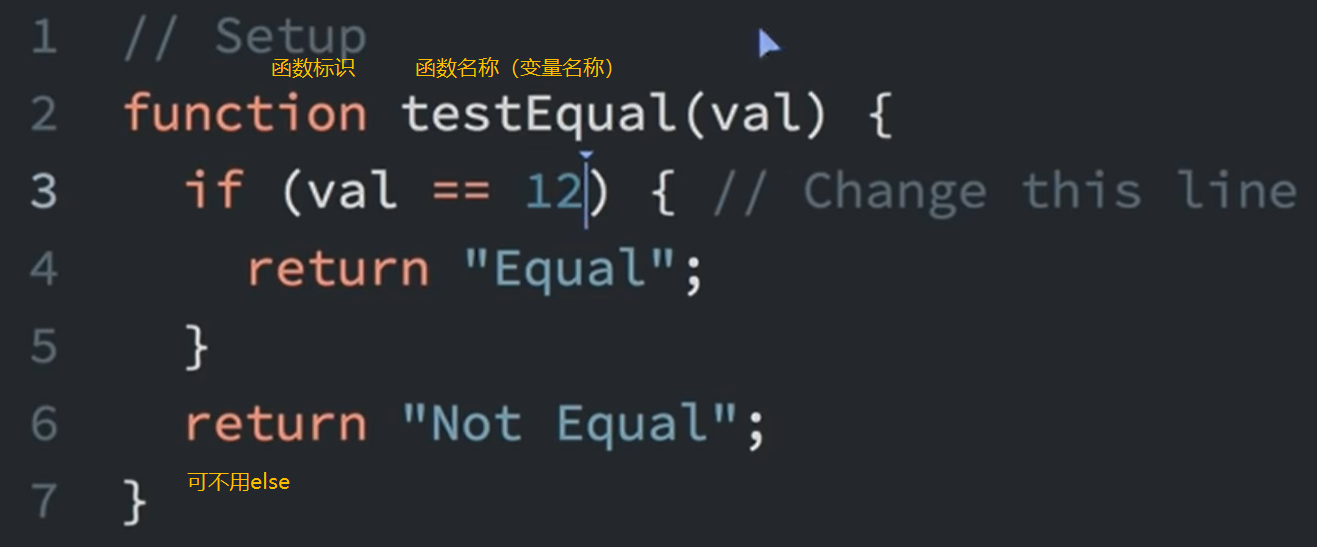 1 // Setup
函数标识 函数名称（变量名称）
2 function testEqual(val) {
3 if (val == 12) { // Change this line
4 return "Equal";
5 }
6 return "Not Equal";
可不用else
7 }